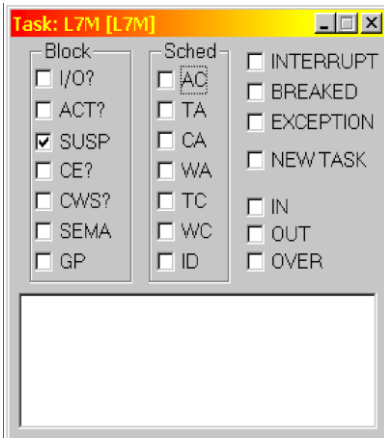 Task: L7M [L7M]
Block
I/O?
ACT?
SUSP
CE?
CWS?
SEMA
GP
Sched
AC
TA
CA
WA
TC
WC
ID
INTERRUPT
BREAKED
EXCEPTION
NEW TASK
IN
OUT
OVER